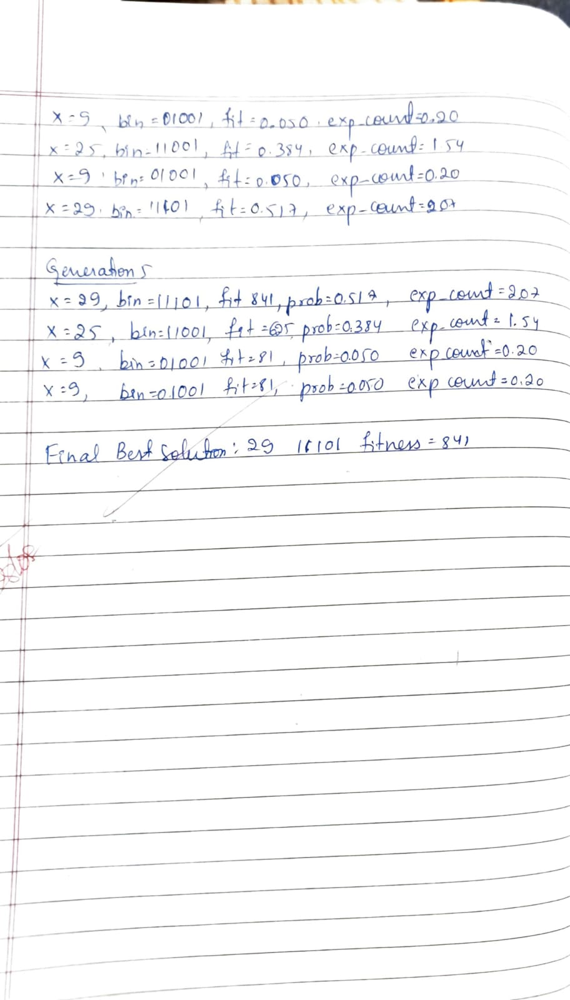 x=9, bin=01001, fit=0.050, exp-count=0.20
x=25, bin=11001, fit=0.384, exp-count=1.54
x=9, bin=01001, fit=0.050, exp-count=0.20
x=29, bin=11101, fit=0.517, exp-count=2.07
Generation 5
x=29, bin=11101, fit 841, prob=0.517, exp-count=2.07
x=25, bin=11001, fit=625, prob=0.384 exp-count=1.54
x=9, bin=01001 fit=81, prob=0.050 exp count=0.20
x=9, bin=01001 fit=81, prob=0.050 exp count=0.20
Final Best Solution: 29 11101 fitness=841